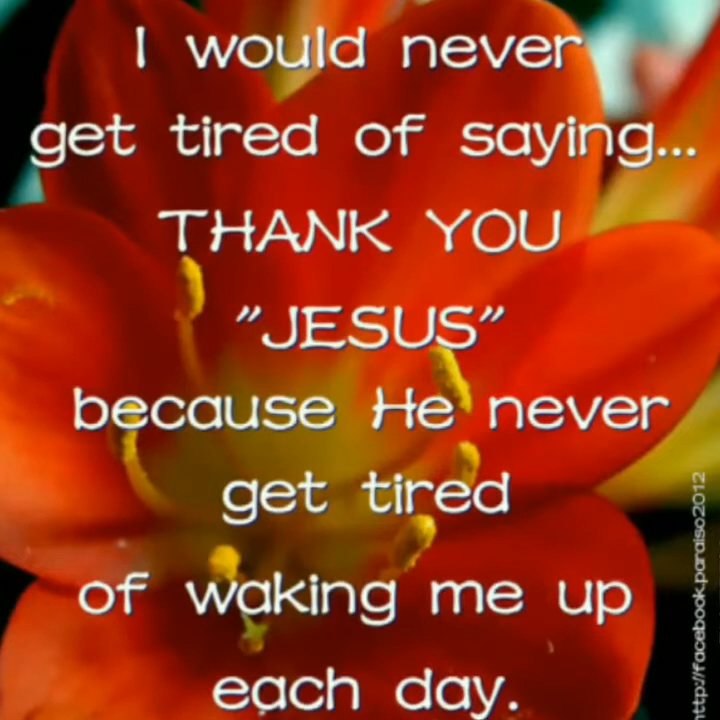 I would never
get tired of saying...
THANK YOU
"JESUS"
because He never
get tired
of waking me up
each day.
ttp://facebook.paraiso2012